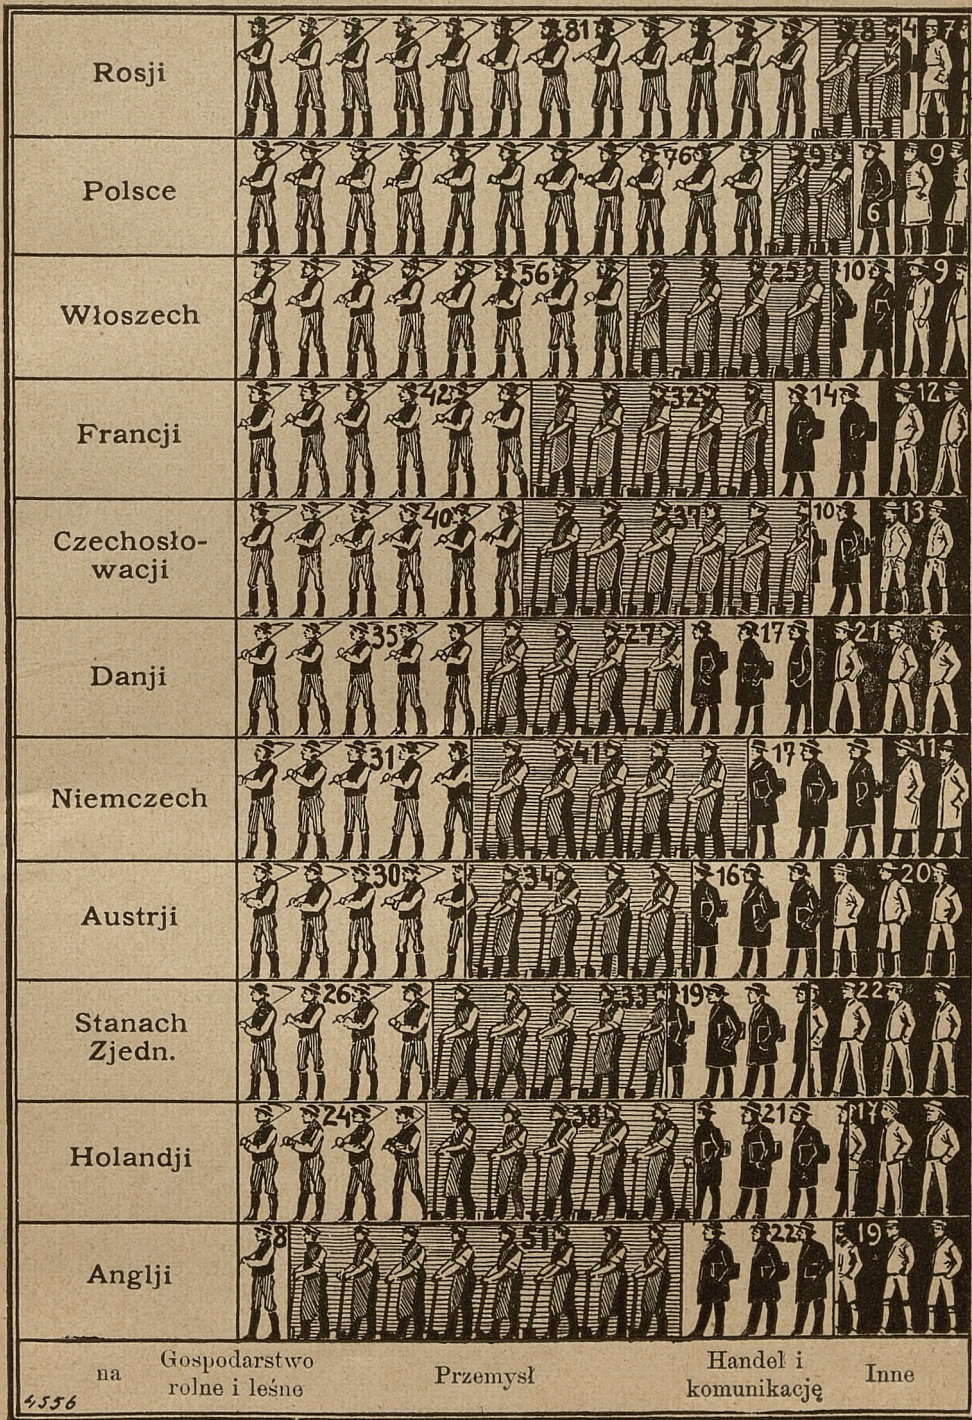 Rosji 81 8 4 7
Polsce 76 9 6 9
Włoszech 56 25 10 9
Francji 42 32 14 12
Czechosło-
wacji 40 37 10 13
Danji 35 27 17 21
Niemczech 31 41 17 11
Austrji 30 34 16 20
Stanach
Zjedn. 26 33 19 22
Holandji 24 38 21 17
Anglji 8 51 22 19
na Gospodarstwo rolne i leśne Przemysł Handel i komunikację Inne
4556